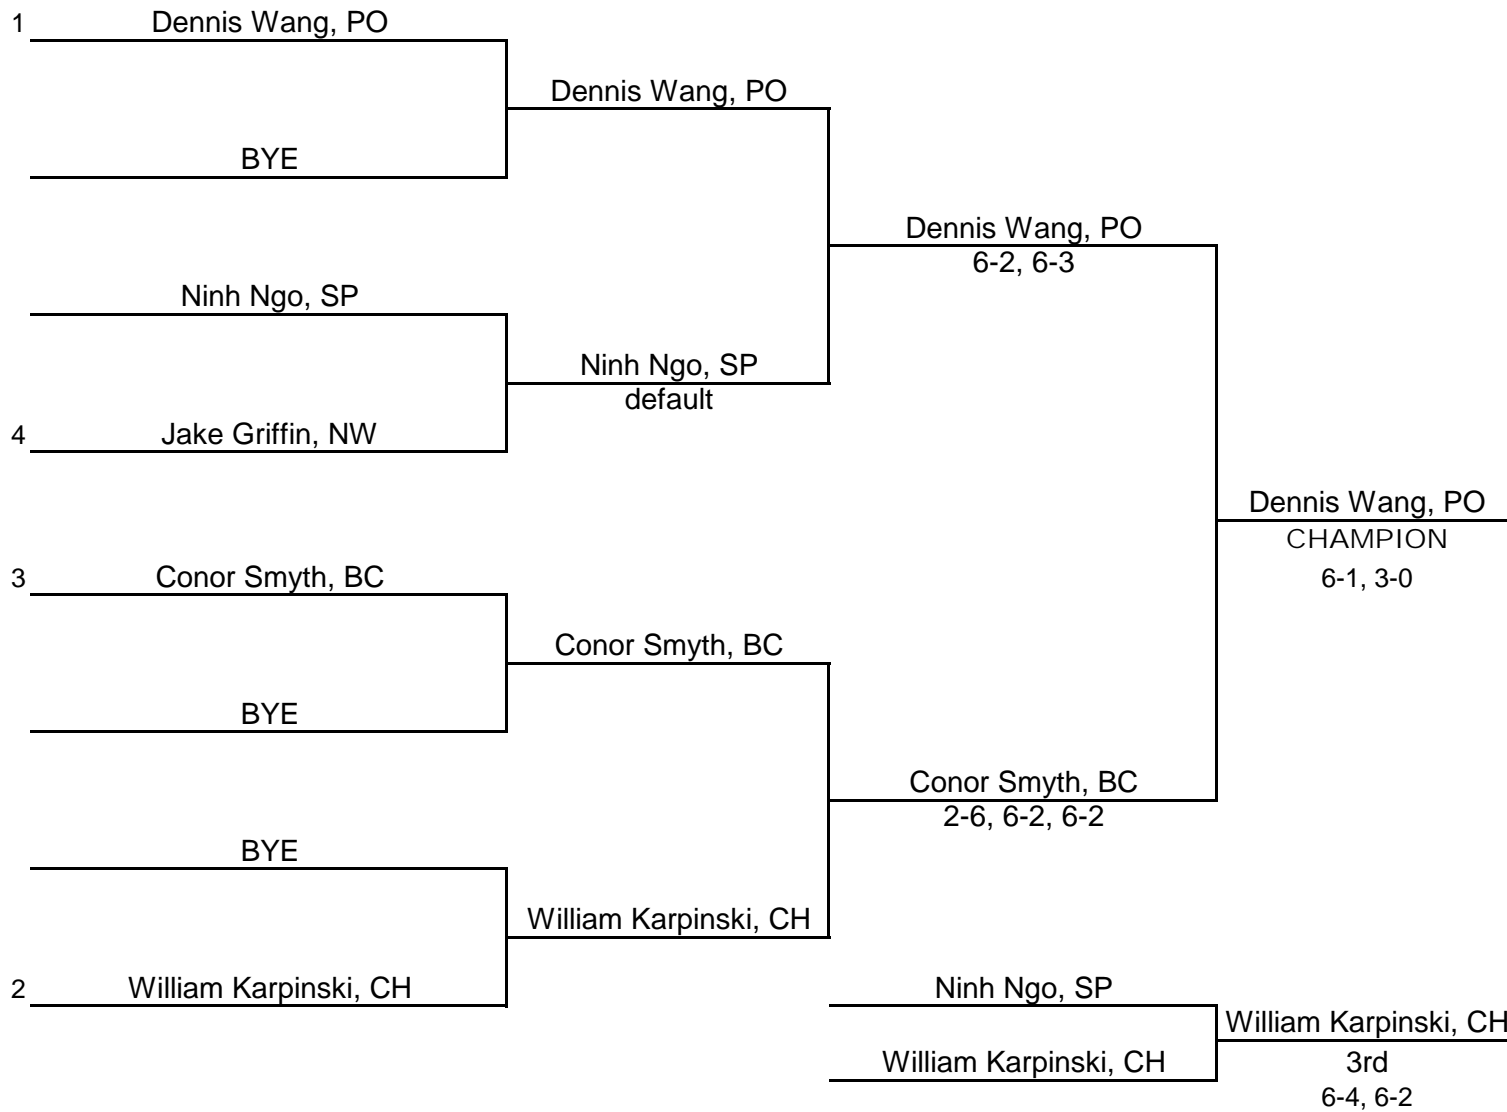 1 Dennis Wang, PO
Dennis Wang, PO
BYE
Dennis Wang, PO
6-2, 6-3
Ninh Ngo, SP
Ninh Ngo, SP
default
4 Jake Griffin, NW
Dennis Wang, PO
CHAMPION
6-1, 3-0
3 Conor Smyth, BC
Conor Smyth, BC
BYE
Conor Smyth, BC
2-6, 6-2, 6-2
BYE
William Karpinski, CH
2 William Karpinski, CH
Ninh Ngo, SP
William Karpinski, CH
William Karpinski, CH
3rd
6-4, 6-2